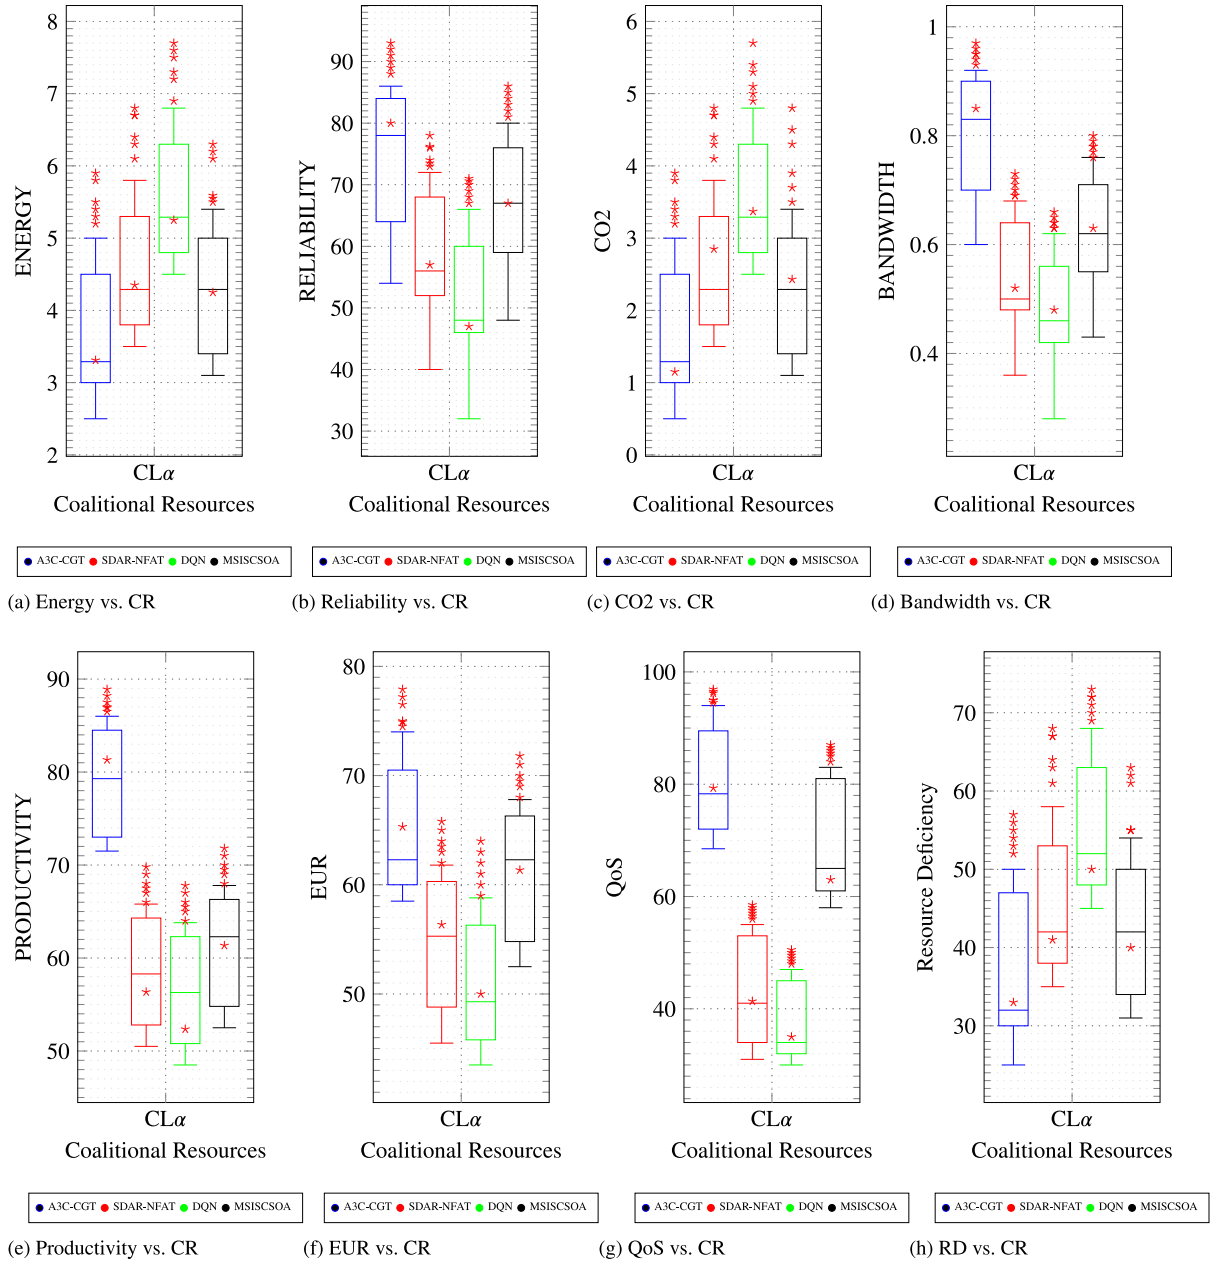 8
7
6
5
4
3
2
ENERGY
CLα
Coalitional Resources
A3C-CGT SDAR-NFAT DQN MSISCSOA
(a) Energy vs. CR
90
80
70
60
50
40
30
RELIABILITY
CLα
Coalitional Resources
A3C-CGT SDAR-NFAT DQN MSISCSOA
(b) Reliability vs. CR
6
5
4
3
2
1
0
CO2
CLα
Coalitional Resources
A3C-CGT SDAR-NFAT DQN MSISCSOA
(c) CO2 vs. CR
1
0.8
0.6
0.4
BANDWIDTH
CLα
Coalitional Resources
A3C-CGT SDAR-NFAT DQN MSISCSOA
(d) Bandwidth vs. CR
90
80
70
60
50
PRODUCTIVITY
CLα
Coalitional Resources
A3C-CGT SDAR-NFAT DQN MSISCSOA
(e) Productivity vs. CR
80
70
60
50
EUR
CLα
Coalitional Resources
A3C-CGT SDAR-NFAT DQN MSISCSOA
(f) EUR vs. CR
100
80
60
40
QoS
CLα
Coalitional Resources
A3C-CGT SDAR-NFAT DQN MSISCSOA
(g) QoS vs. CR
70
60
50
40
30
Resource Deficiency
CLα
Coalitional Resources
A3C-CGT SDAR-NFAT DQN MSISCSOA
(h) RD vs. CR